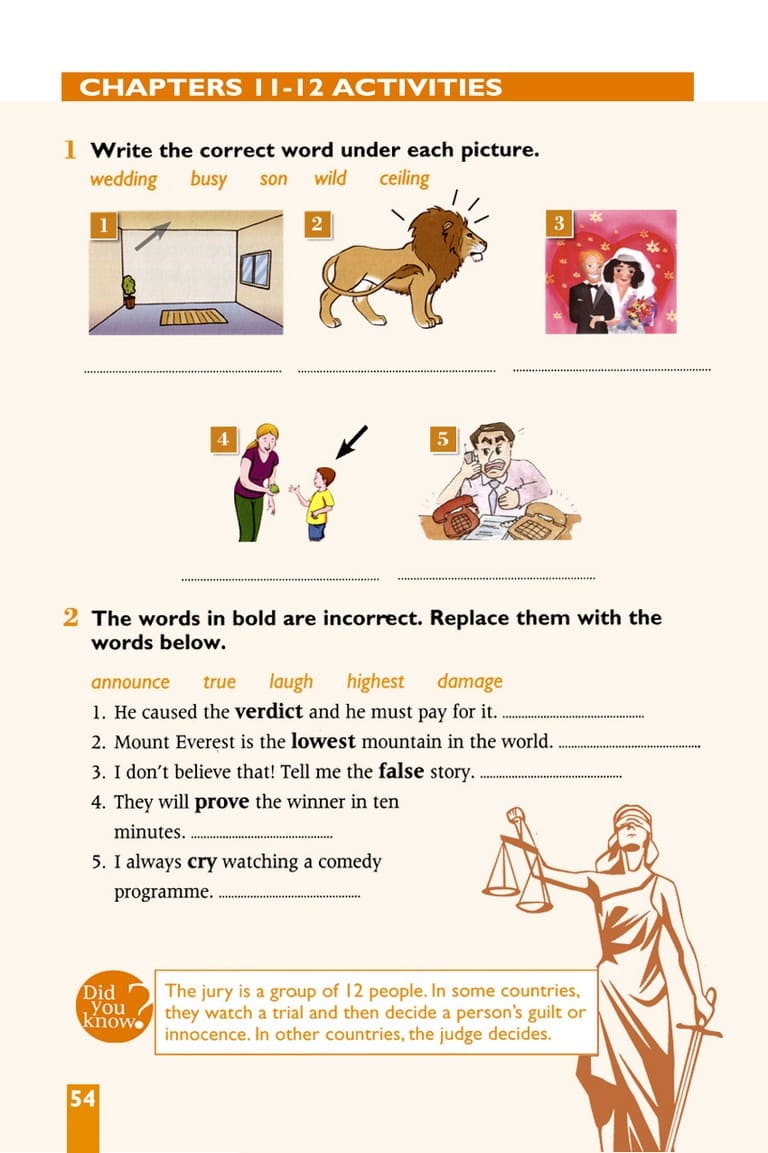 CHAPTERS 11-12 ACTIVITIES
1 Write the correct word under each picture.
wedding busy son wild ceiling
1
2
3
4
5
2 The words in bold are incorrect. Replace them with the
words below.
announce true laugh highest damage
1. He caused the verdict and he must pay for it. ................................................
2. Mount Everest is the lowest mountain in the world. ................................................
3. I don't believe that! Tell me the false story. ................................................
4. They will prove the winner in ten
minutes. ................................................
5. I always cry watching a comedy
programme. ................................................
Did
you
know?
The jury is a group of 12 people. In some countries,
they watch a trial and then decide a person's guilt or
innocence. In other countries, the judge decides.
54